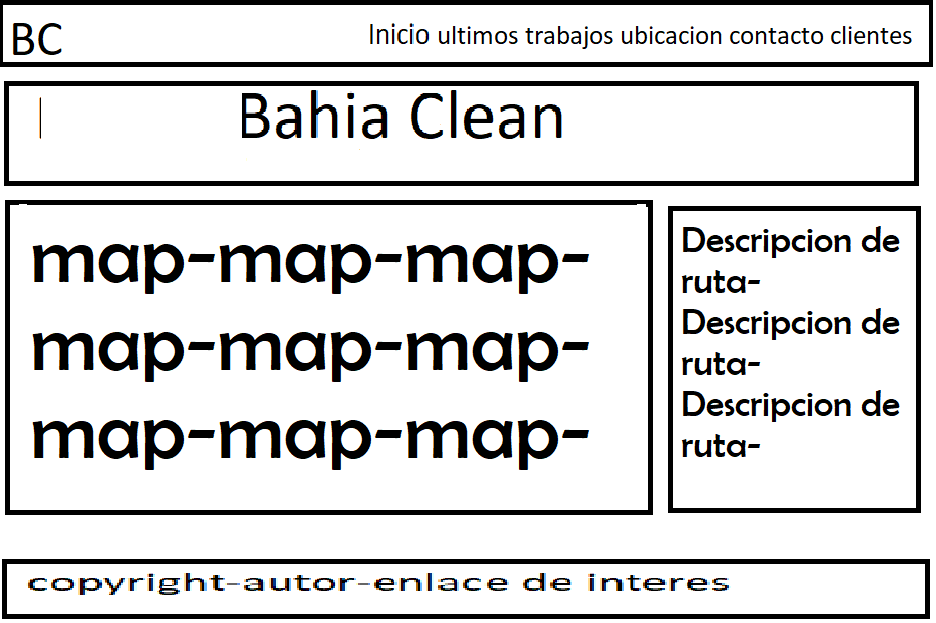 BC
Inicio ultimos trabajos ubicacion contacto clientes
Bahia Clean
map-map-map-
map-map-map-
map-map-map-
Descripcion de
ruta-
Descripcion de
ruta-
Descripcion de
ruta-
copyright-autor-enlace de interes